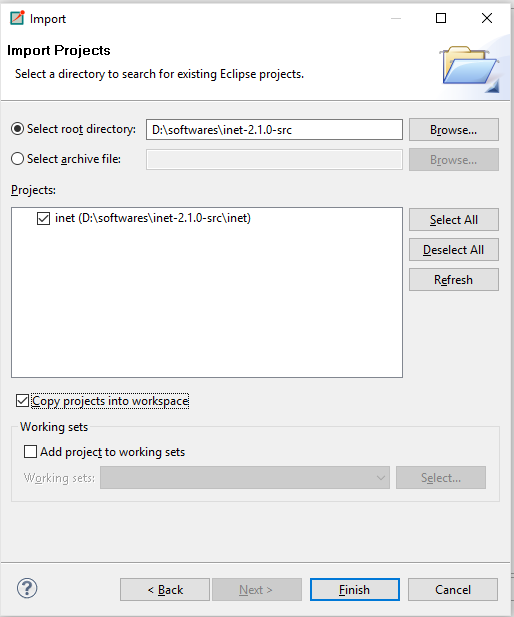 Import
Import Projects
Select a directory to search for existing Eclipse projects.
Select root directory: D:\softwares\inet-2.1.0-src Browse...
Select archive file: Browse...
Projects:
inet (D:\softwares\inet-2.1.0-src\inet)
Select All
Deselect All
Refresh
Copy projects into workspace
Working sets
Add project to working sets
Working sets: Select...
? < Back Next > Finish Cancel